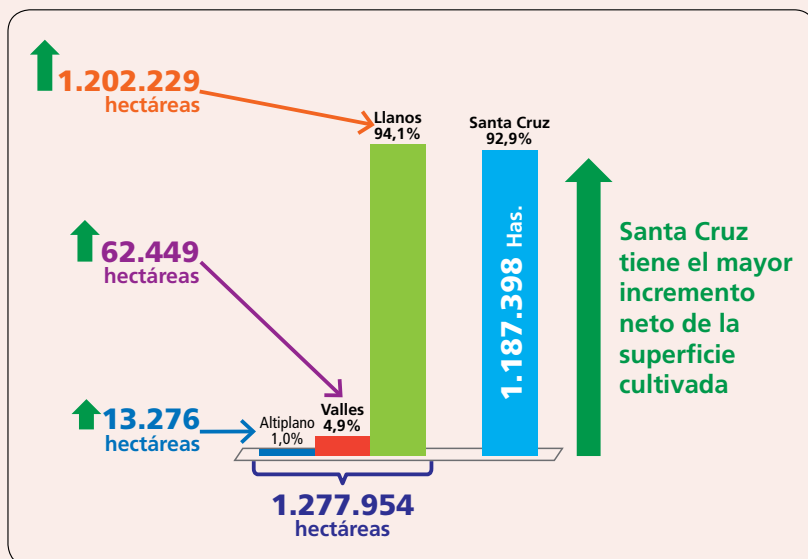 1.202.229
hectáreas
Llanos
94,1%
Santa Cruz
92,9%
62.449
hectáreas
1.187.398 Has.
Santa Cruz
tiene el mayor
incremento
neto de la
superficie
cultivada
13.276
hectáreas
Altiplano
1,0%
Valles
4,9%
1.277.954
hectáreas